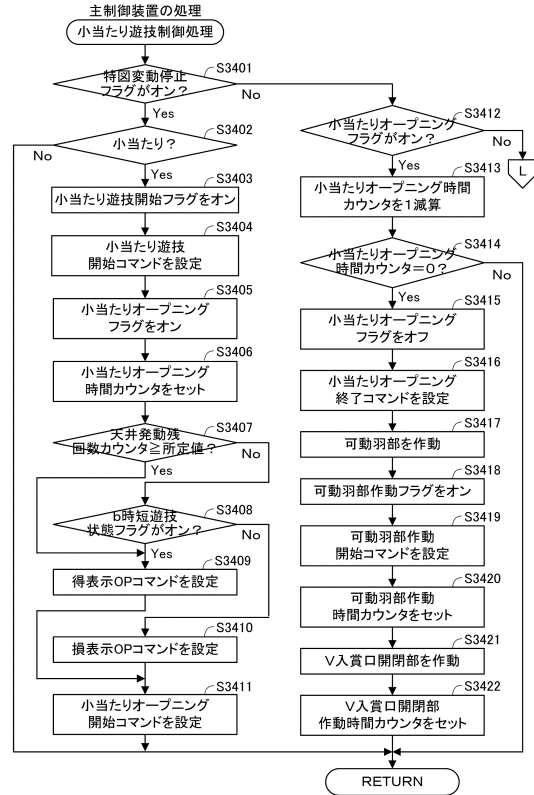 主制御装置の処理
小当たり遊技制御処理
S3401
特図変動停止
フラグがオン？
No
Yes
S3402
小当たり？
No
Yes
S3403
小当たり遊技開始フラグをオン
S3404
小当たり遊技
開始コマンドを設定
S3405
小当たりオープニング
フラグをオン
S3406
小当たりオープニング
時間カウンタをセット
S3407
天井発動残
回数カウンタ≧所定値？
No
Yes
S3408
b時短遊技
状態フラグがオン？
No
Yes
S3409
得表示OPコマンドを設定
S3410
損表示OPコマンドを設定
S3411
小当たりオープニング
開始コマンドを設定
S3412
小当たりオープニング
フラグがオン？
No
L
Yes
S3413
小当たりオープニング時間
カウンタを1減算
S3414
小当たりオープニング
時間カウンタ=0？
No
Yes
S3415
小当たりオープニング
フラグをオフ
S3416
小当たりオープニング
終了コマンドを設定
S3417
可動羽部を作動
S3418
可動羽部作動フラグをオン
S3419
可動羽部作動
開始コマンドを設定
S3420
可動羽部作動
時間カウンタをセット
S3421
V入賞口開閉部を作動
S3422
V入賞口開閉部
作動時間カウンタをセット
RETURN